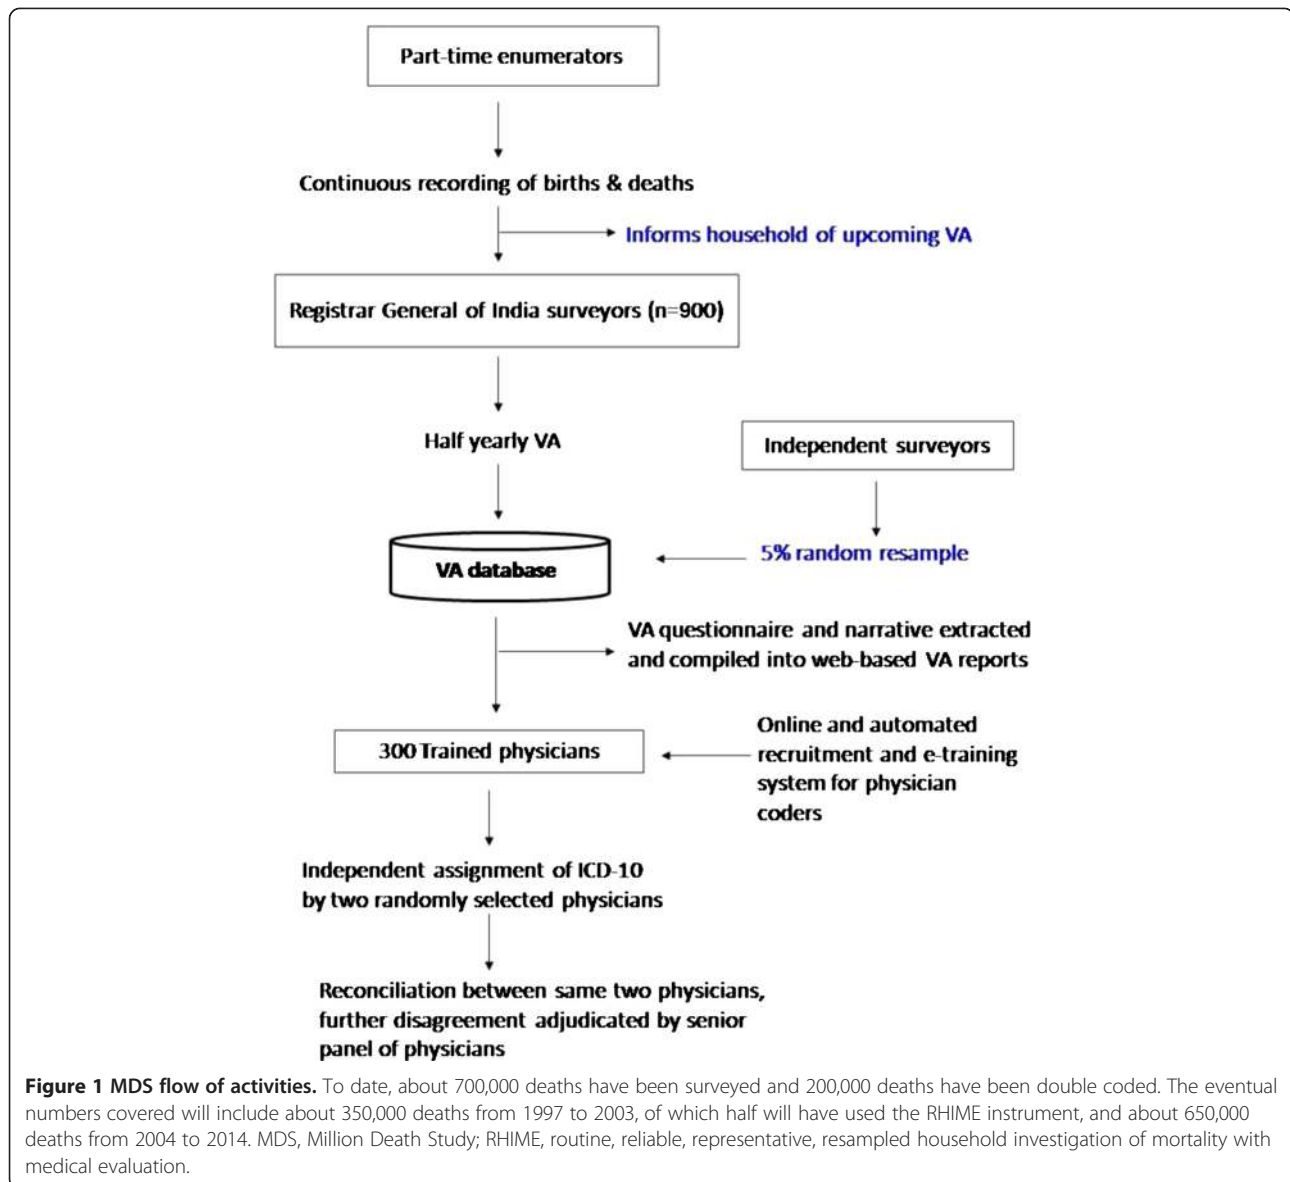 Part-time enumerators
Continuous recording of births & deaths
Informs household of upcoming VA
Registrar General of India surveyors (n=900)
Half yearly VA
Independent surveyors
5% random resample
VA database
VA questionnaire and narrative extracted
and compiled into web-based VA reports
300 Trained physicians
Online and automated
recruitment and e-training
system for physician
coders
Independent assignment of ICD-10
by two randomly selected physicians
Reconciliation between same two physicians,
further disagreement adjudicated by senior
panel of physicians
Figure 1 MDS flow of activities. To date, about 700,000 deaths have been surveyed and 200,000 deaths have been double coded. The eventual
numbers covered will include about 350,000 deaths from 1997 to 2003, of which half will have used the RHIME instrument, and about 650,000
deaths from 2004 to 2014. MDS, Million Death Study; RHIME, routine, reliable, representative, resampled household investigation of mortality with
medical evaluation.